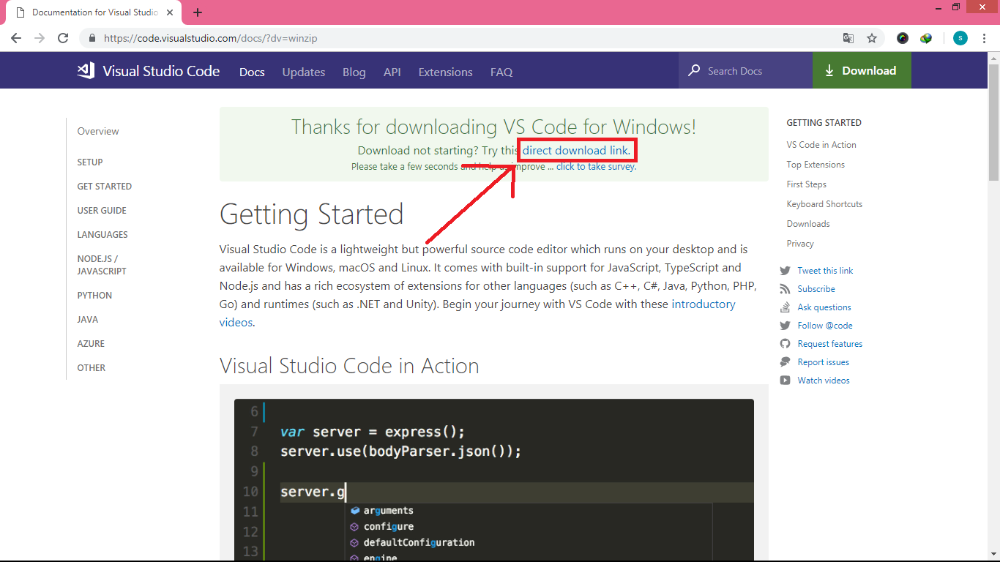 Documentation for Visual Studio
https://code.visualstudio.com/docs/?dv=winzip
s
Visual Studio Code
Docs
Updates
Blog
API
Extensions
FAQ
Search Docs
Download
Overview
SETUP
GET STARTED
USER GUIDE
LANGUAGES
NODE.JS /
JAVASCRIPT
PYTHON
JAVA
AZURE
OTHER
Thanks for downloading VS Code for Windows!
Download not starting? Try this direct download link.
Please take a few seconds and help us improve ... click to take survey.
Getting Started
Visual Studio Code is a lightweight but powerful source code editor which runs on your desktop and is
available for Windows, macOS and Linux. It comes with built-in support for JavaScript, TypeScript and
Node.js and has a rich ecosystem of extensions for other languages (such as C++, C#, Java, Python, PHP,
Go) and runtimes (such as .NET and Unity). Begin your journey with VS Code with these introductory
videos.
Visual Studio Code in Action
6
7 var server = express();
8 server.use(bodyParser.json());
9
10 server.g
11 arguments
12 configure
defaultConfiguration
13 engine
GETTING STARTED
VS Code in Action
Top Extensions
First Steps
Keyboard Shortcuts
Downloads
Privacy
Tweet this link
Subscribe
Ask questions
Follow @code
Request features
Report issues
Watch videos